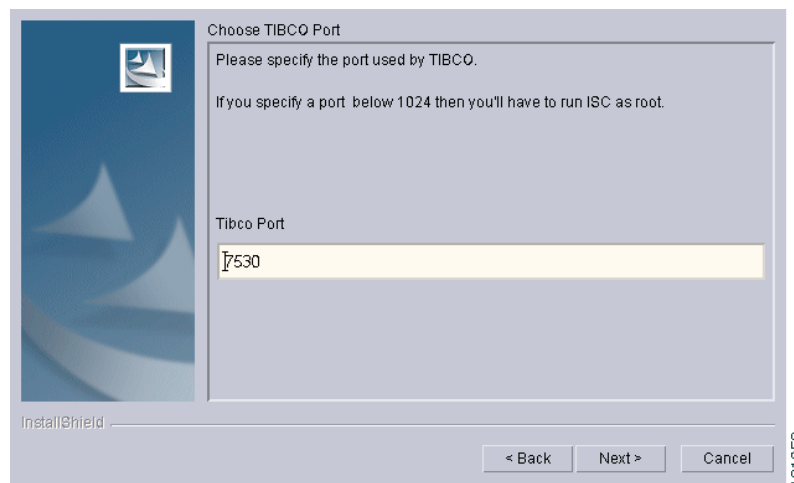 Choose TIBCO Port
Please specify the port used by TIBCO.
If you specify a port below 1024 then you'll have to run ISC as root.
Tibco Port
7530
InstallShield
< Back
Next >
Cancel